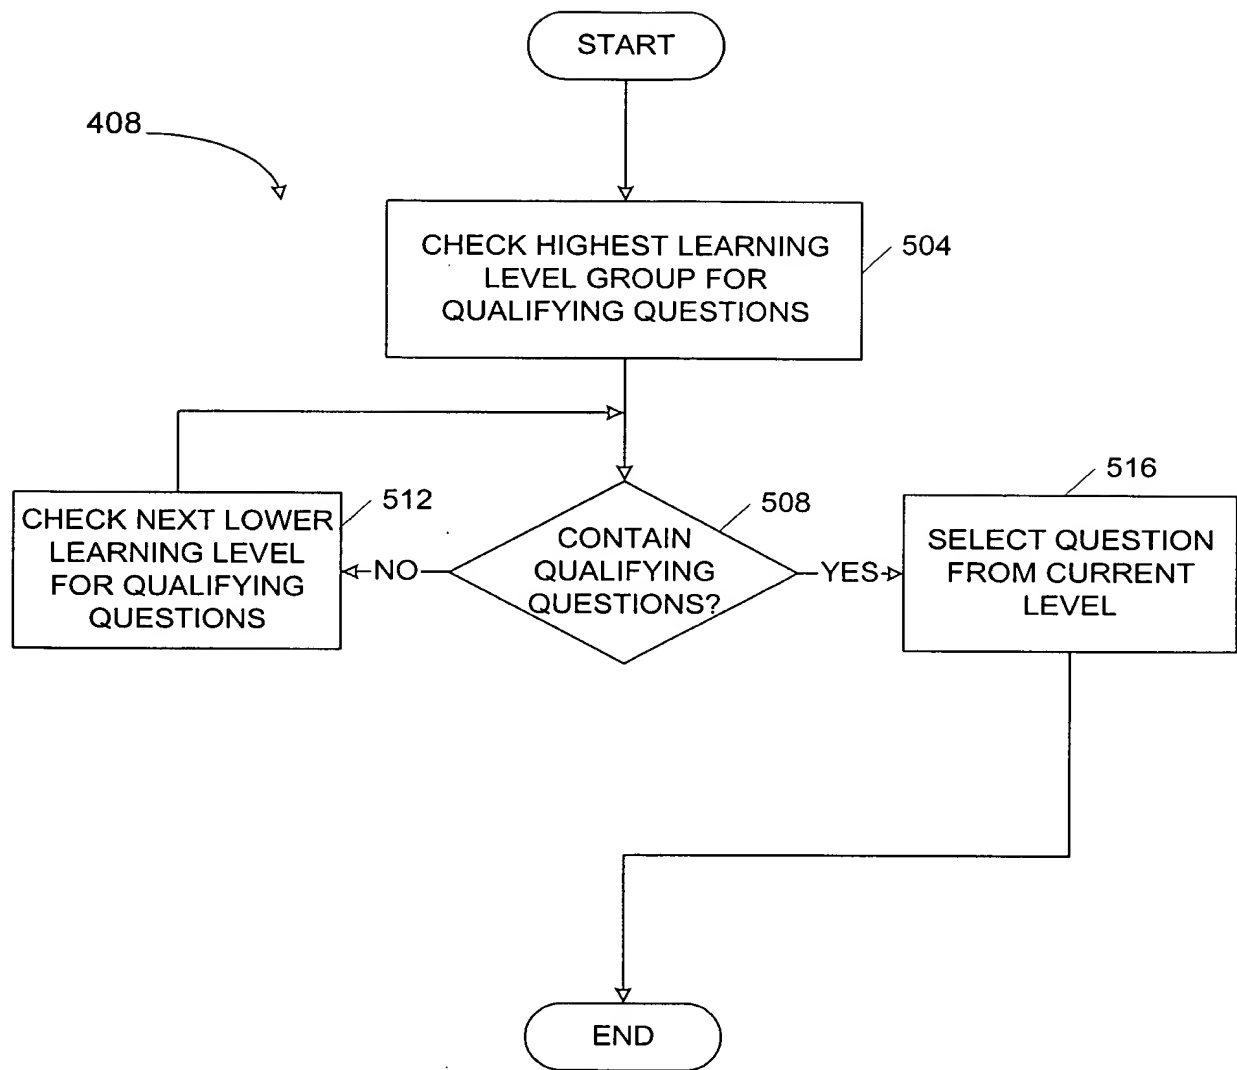 START
408
CHECK HIGHEST LEARNING
LEVEL GROUP FOR
QUALIFYING QUESTIONS
504
512
CHECK NEXT LOWER
LEARNING LEVEL
FOR QUALIFYING
QUESTIONS
NO
508
CONTAIN
QUALIFYING
QUESTIONS?
YES
516
SELECT QUESTION
FROM CURRENT
LEVEL
END